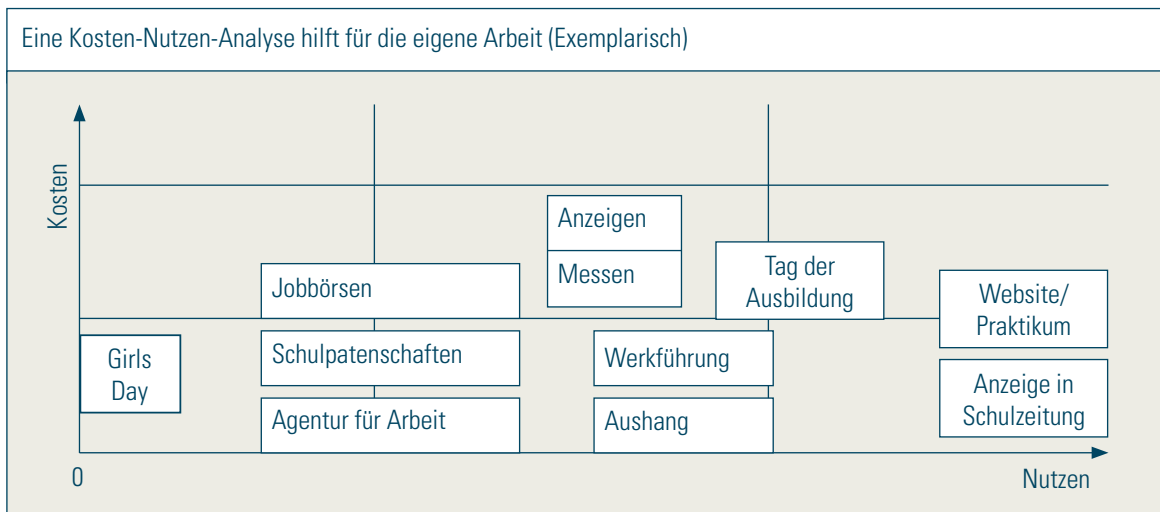 Eine Kosten-Nutzen-Analyse hilft für die eigene Arbeit (Exemplarisch)
Kosten
Anzeigen
Messen
Jobbörsen
Tag der
Ausbildung
Website/
Praktikum
Girls
Day
Schulpatenschaften
Werkführung
Anzeige in
Schulzeitung
Agentur für Arbeit
Aushang
0
Nutzen